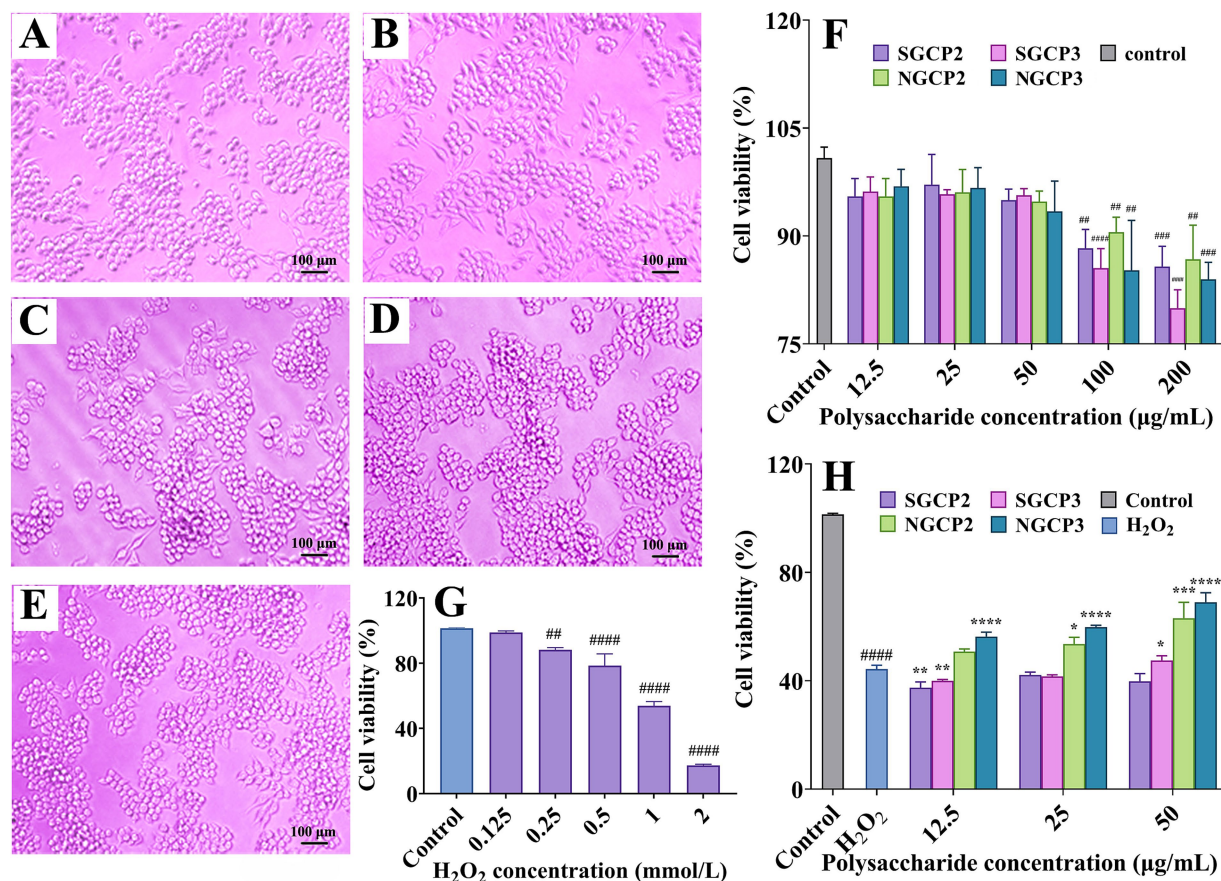 A
100 μm
B
100 μm
C
100 μm
D
100 μm
E
100 μm
F
SGCP2 SGCP3 control
NGCP2 NGCP3
Cell viability (%)
120
105
90
75
## #### ## ## ### #### ## ###
Control 12.5 25 50 100 200
Polysaccharide concentration (μg/mL)
G
Cell viability (%)
120
80
40
0
## #### #### ####
Control 0.125 0.25 0.5 1 2
H₂O₂ concentration (mmol/L)
H
SGCP2 SGCP3 Control
NGCP2 NGCP3 H₂O₂
Cell viability (%)
120
80
40
0
#### ** ** **** * **** * *** ****
Control H₂O₂ 12.5 25 50
Polysaccharide concentration (μg/mL)